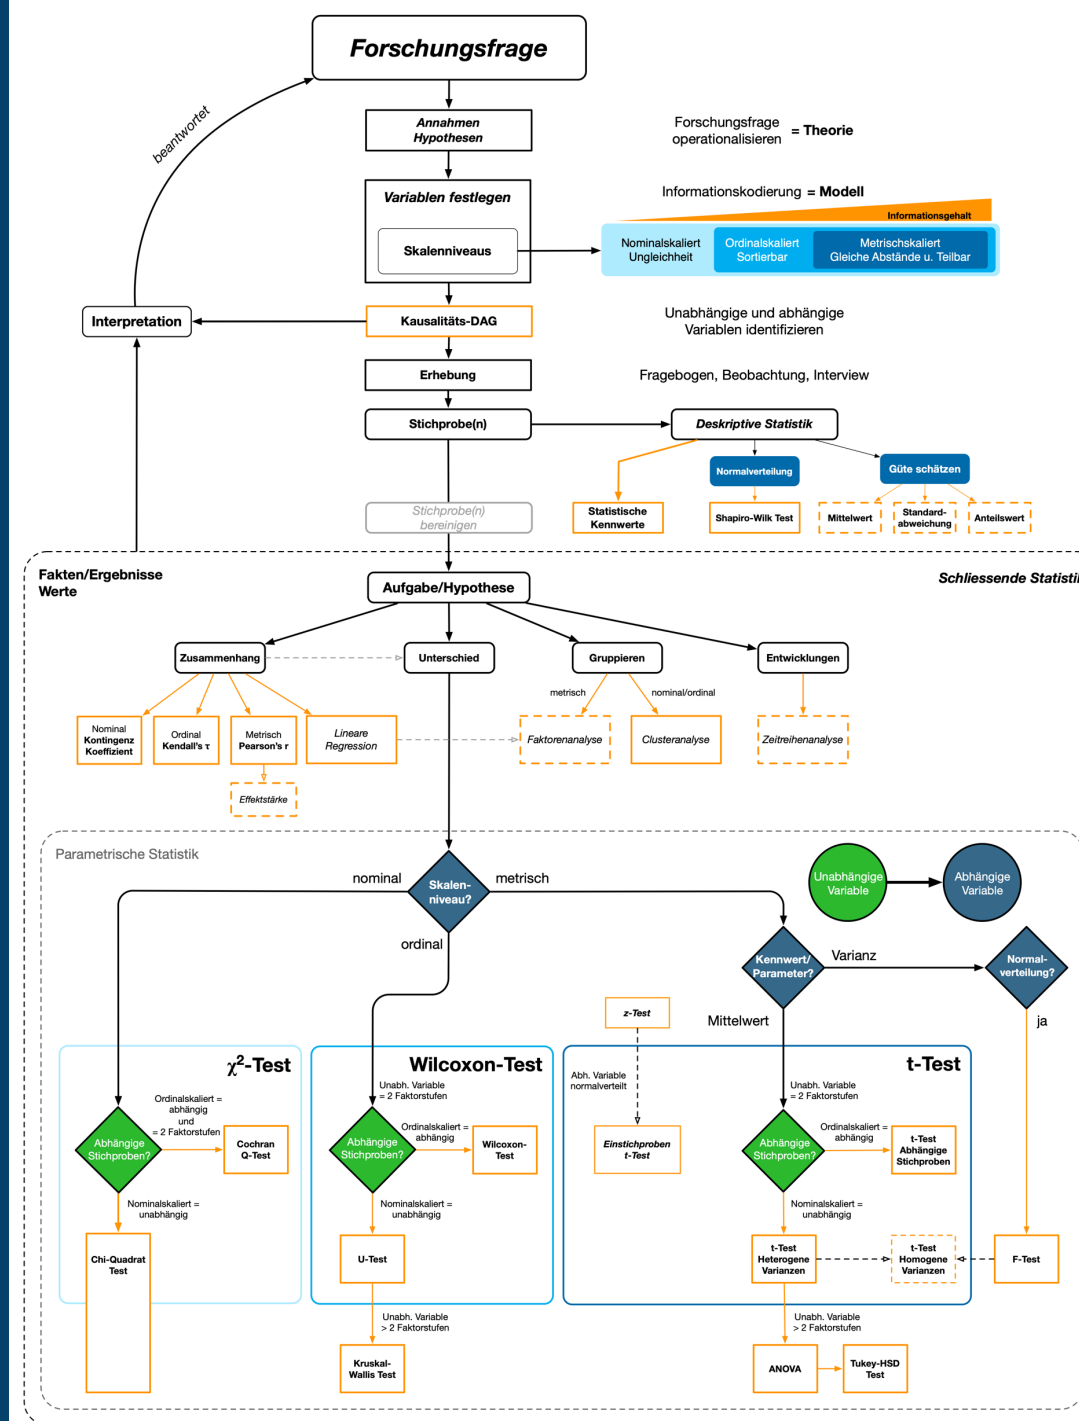 Forschungsfrage
beantwortet
Annahmen
Hypothesen
Forschungsfrage
operationalisieren
= Theorie
Variablen festlegen
Skalenniveaus
Informationskodierung = Modell
Informationsgehalt
Nominalskaliert
Ungleichheit
Ordinalskaliert
Sortierbar
Metrischskaliert
Gleiche Abstände u. Teilbar
Interpretation
Kausalitäts-DAG
Unabhängige und abhängige
Variablen identifizieren
Erhebung
Fragebogen, Beobachtung, Interview
Stichprobe(n)
Deskriptive Statistik
Normalverteilung
Güte schätzen
Stichprobe(n)
bereinigen
Statistische
Kennwerte
Shapiro-Wilk Test
Mittelwert
Standard-
abweichung
Anteilswert
Fakten/Ergebnisse
Werte
Aufgabe/Hypothese
Schliessende Statistik
Zusammenhang
Unterschied
Gruppieren
Entwicklungen
metrisch
nominal/ordinal
Nominal
Kontingenz
Koeffizient
Ordinal
Kendall's τ
Metrisch
Pearson's r
Lineare
Regression
Faktorenanalyse
Clusteranalyse
Zeitreihenanalyse
Effektstärke
Parametrische Statistik
nominal
Skalen-
niveau?
metrisch
ordinal
Unabhängige
Variable
Abhängige
Variable
Kennwert/
Parameter?
Varianz
Normal-
verteilung?
z-Test
Mittelwert
ja
χ²-Test
Wilcoxon-Test
t-Test
Ordinalskaliert =
abhängig
und
= 2 Faktorstufen
Abhängige
Stichproben?
Cochran
Q-Test
Nominalskaliert =
unabhängig
Chi-Quadrat
Test
Unabh. Variable
= 2 Faktorstufen
Abhängige
Stichproben?
Ordinalskaliert =
abhängig
Wilcoxon-
Test
Nominalskaliert =
unabhängig
U-Test
Unabh. Variable
> 2 Faktorstufen
Kruskal-
Wallis Test
Abh. Variable
normalverteilt
Einstichproben
t-Test
Unabh. Variable
= 2 Faktorstufen
Abhängige
Stichproben?
Ordinalskaliert =
abhängig
t-Test
Abhängige
Stichproben
Nominalskaliert =
unabhängig
t-Test
Heterogene
Varianzen
t-Test
Homogene
Varianzen
F-Test
Unabh. Variable
> 2 Faktorstufen
ANOVA
Tukey-HSD
Test